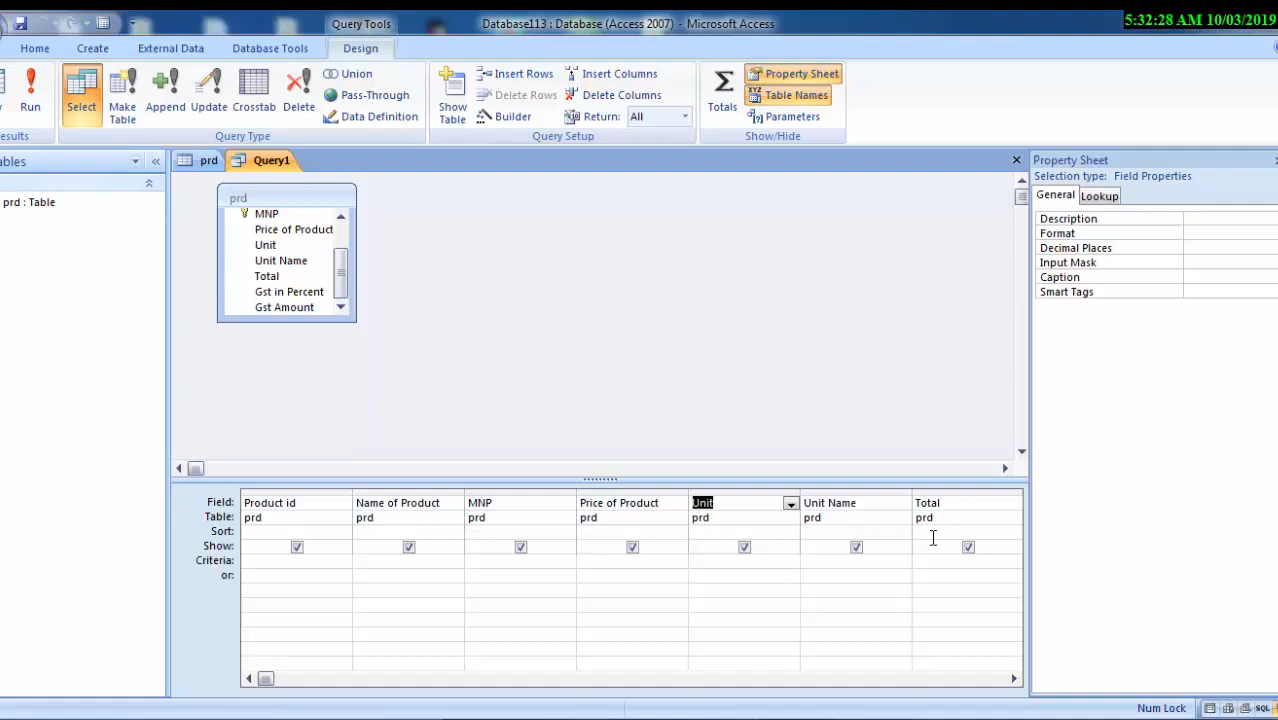 Query Tools
Database113 : Database (Access 2007) - Microsoft Access
5:32:28 AM 10/03/2019
Home Create External Data Database Tools Design
Run
Select
Make Table
Append
Update
Crosstab
Delete
Union
Pass-Through
Data Definition
Show Table
Insert Rows
Delete Rows
Builder
Insert Columns
Delete Columns
Return: All
Totals
Property Sheet
Table Names
Parameters
esults
Query Type
Query Setup
Show/Hide
ables
prd : Table
prd Query1
prd
MNP
Price of Product
Unit
Unit Name
Total
Gst in Percent
Gst Amount
Property Sheet
Selection type: Field Properties
General Lookup
Description
Format
Decimal Places
Input Mask
Caption
Smart Tags
Field: Product id Name of Product MNP Price of Product Unit Unit Name Total
Table: prd prd prd prd prd prd prd
Sort:
Show:
Criteria:
or:
Num Lock
SQL